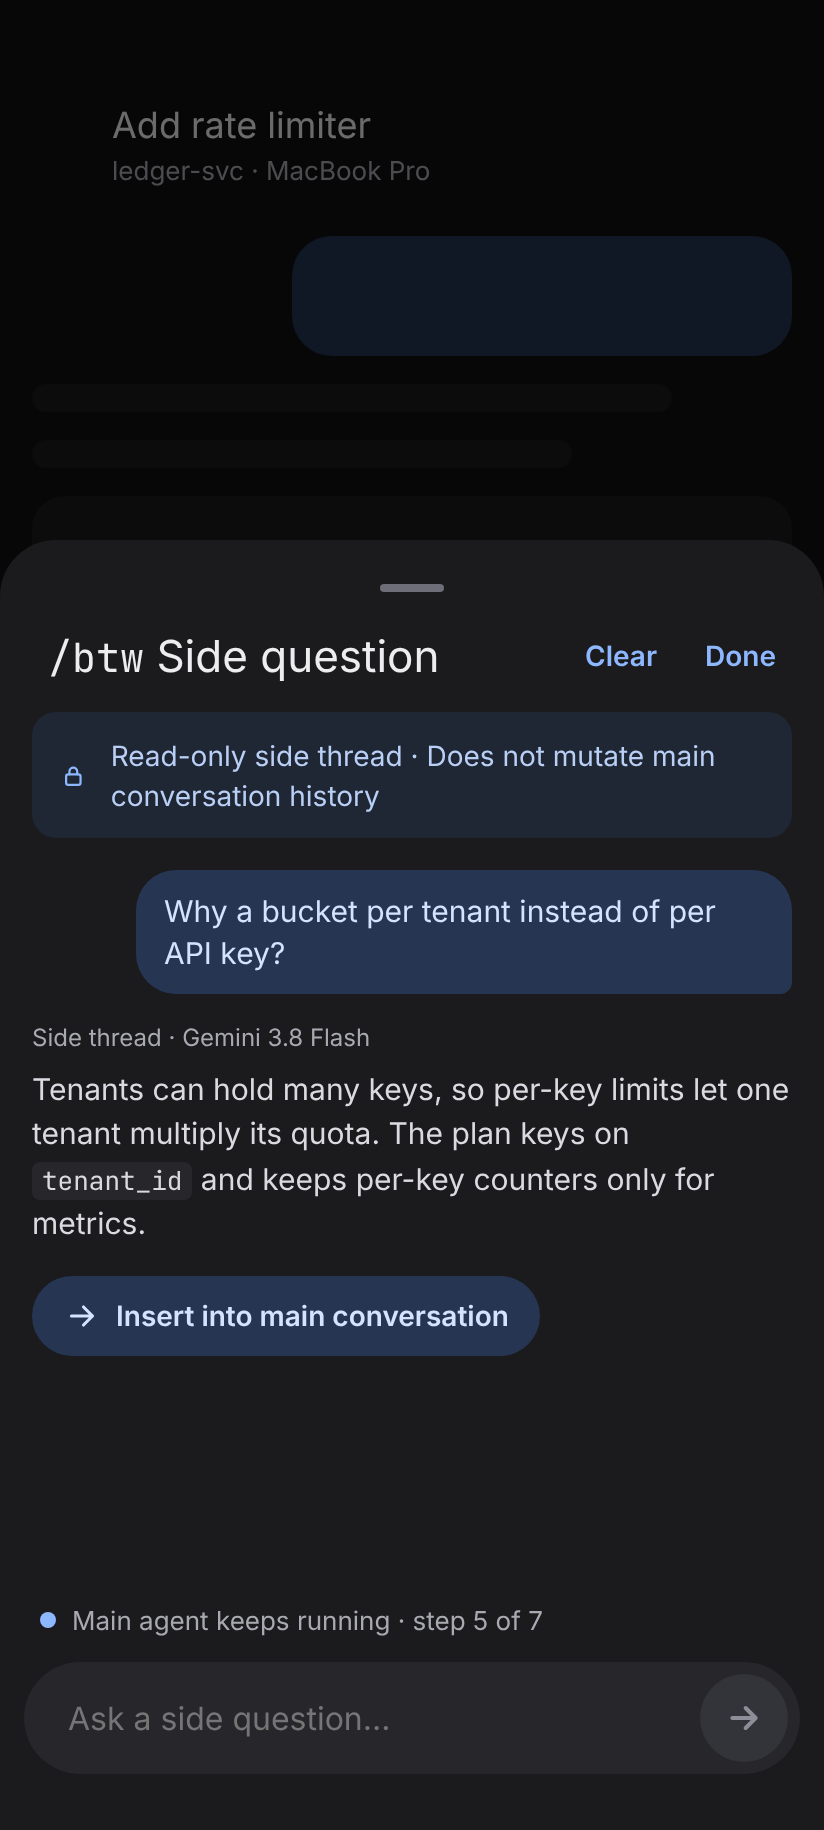 Add rate limiter
ledger-svc · MacBook Pro
/btw Side question
Clear
Done
Read-only side thread · Does not mutate main
conversation history
Why a bucket per tenant instead of per
API key?
Side thread · Gemini 3.8 Flash
Tenants can hold many keys, so per-key limits let one
tenant multiply its quota. The plan keys on
tenant_id and keeps per-key counters only for
metrics.
Insert into main conversation
Main agent keeps running · step 5 of 7
Ask a side question...